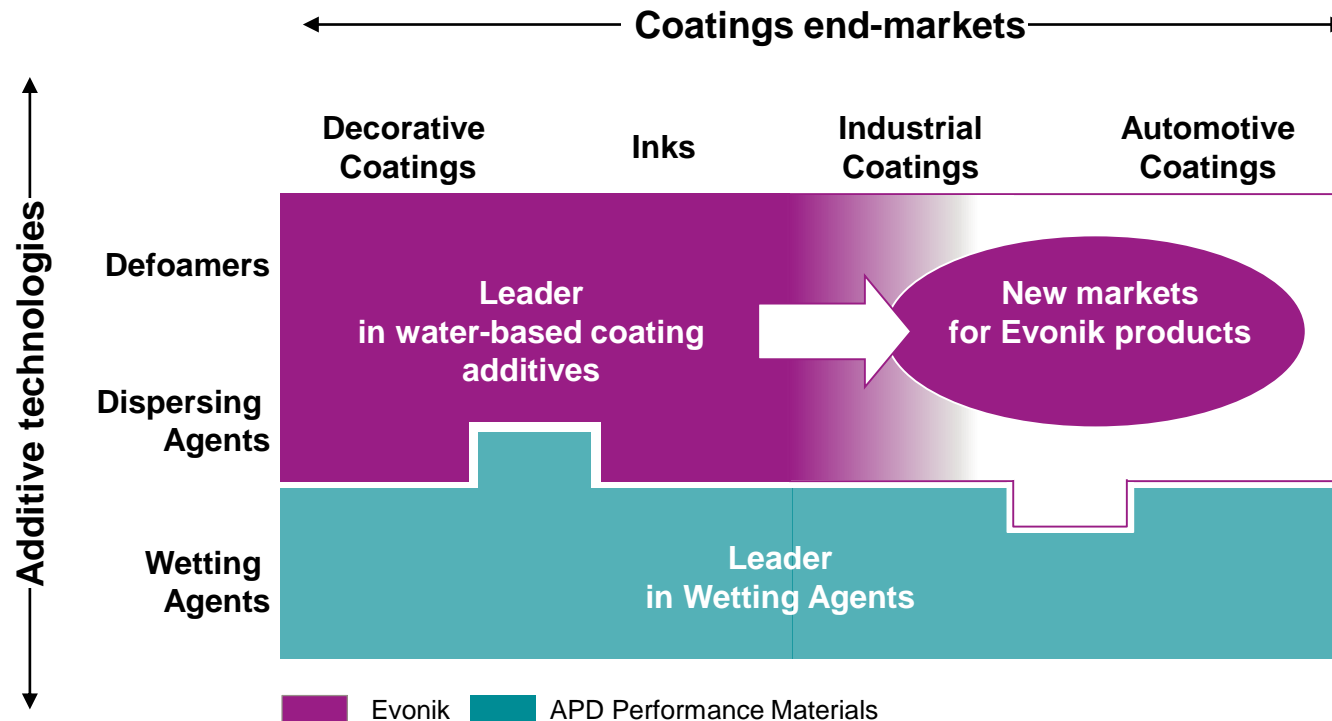 Coatings end-markets
Additive technologies
Decorative
Coatings
Inks
Industrial
Coatings
Automotive
Coatings
Defoamers
Dispersing
Agents
Wetting
Agents
Leader
in water-based coating
additives
New markets
for Evonik products
Leader
in Wetting Agents
Evonik
APD Performance Materials